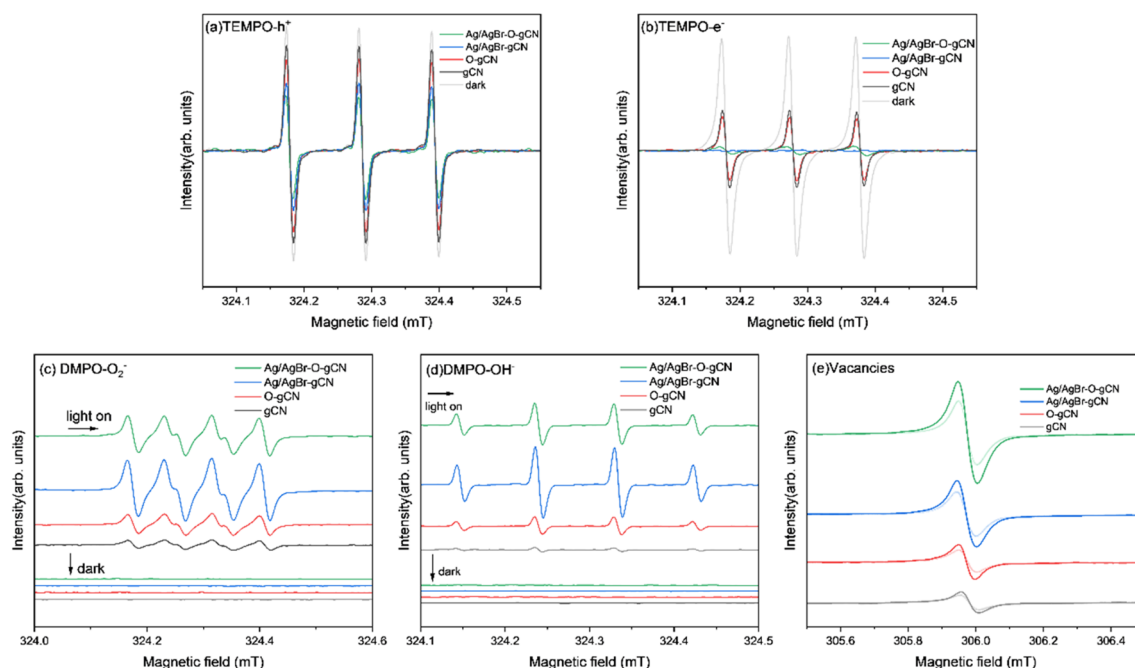 (a)TEMPO-h⁺
Ag/AgBr-O-gCN
Ag/AgBr-gCN
O-gCN
gCN
dark
Intensity(arb. units)
324.1 324.2 324.3 324.4 324.5
Magnetic field (mT)
(b)TEMPO-e⁻
Ag/AgBr-O-gCN
Ag/AgBr-gCN
O-gCN
gCN
dark
Intensity(arb. units)
324.1 324.2 324.3 324.4 324.5
Magnetic field (mT)
(c) DMPO-O₂⁻
Ag/AgBr-O-gCN
Ag/AgBr-gCN
O-gCN
gCN
light on
dark
Intensity(arb. units)
324.0 324.2 324.4 324.6
Magnetic field (mT)
(d)DMPO-OH⁻
Ag/AgBr-O-gCN
Ag/AgBr-gCN
O-gCN
gCN
light on
dark
Intensity(arb. units)
324.1 324.2 324.3 324.4 324.5
Magnetic field (mT)
(e)Vacancies
Ag/AgBr-O-gCN
Ag/AgBr-gCN
O-gCN
gCN
Intensity(arb. units)
305.6 305.8 306.0 306.2 306.4
Magnetic field (mT)